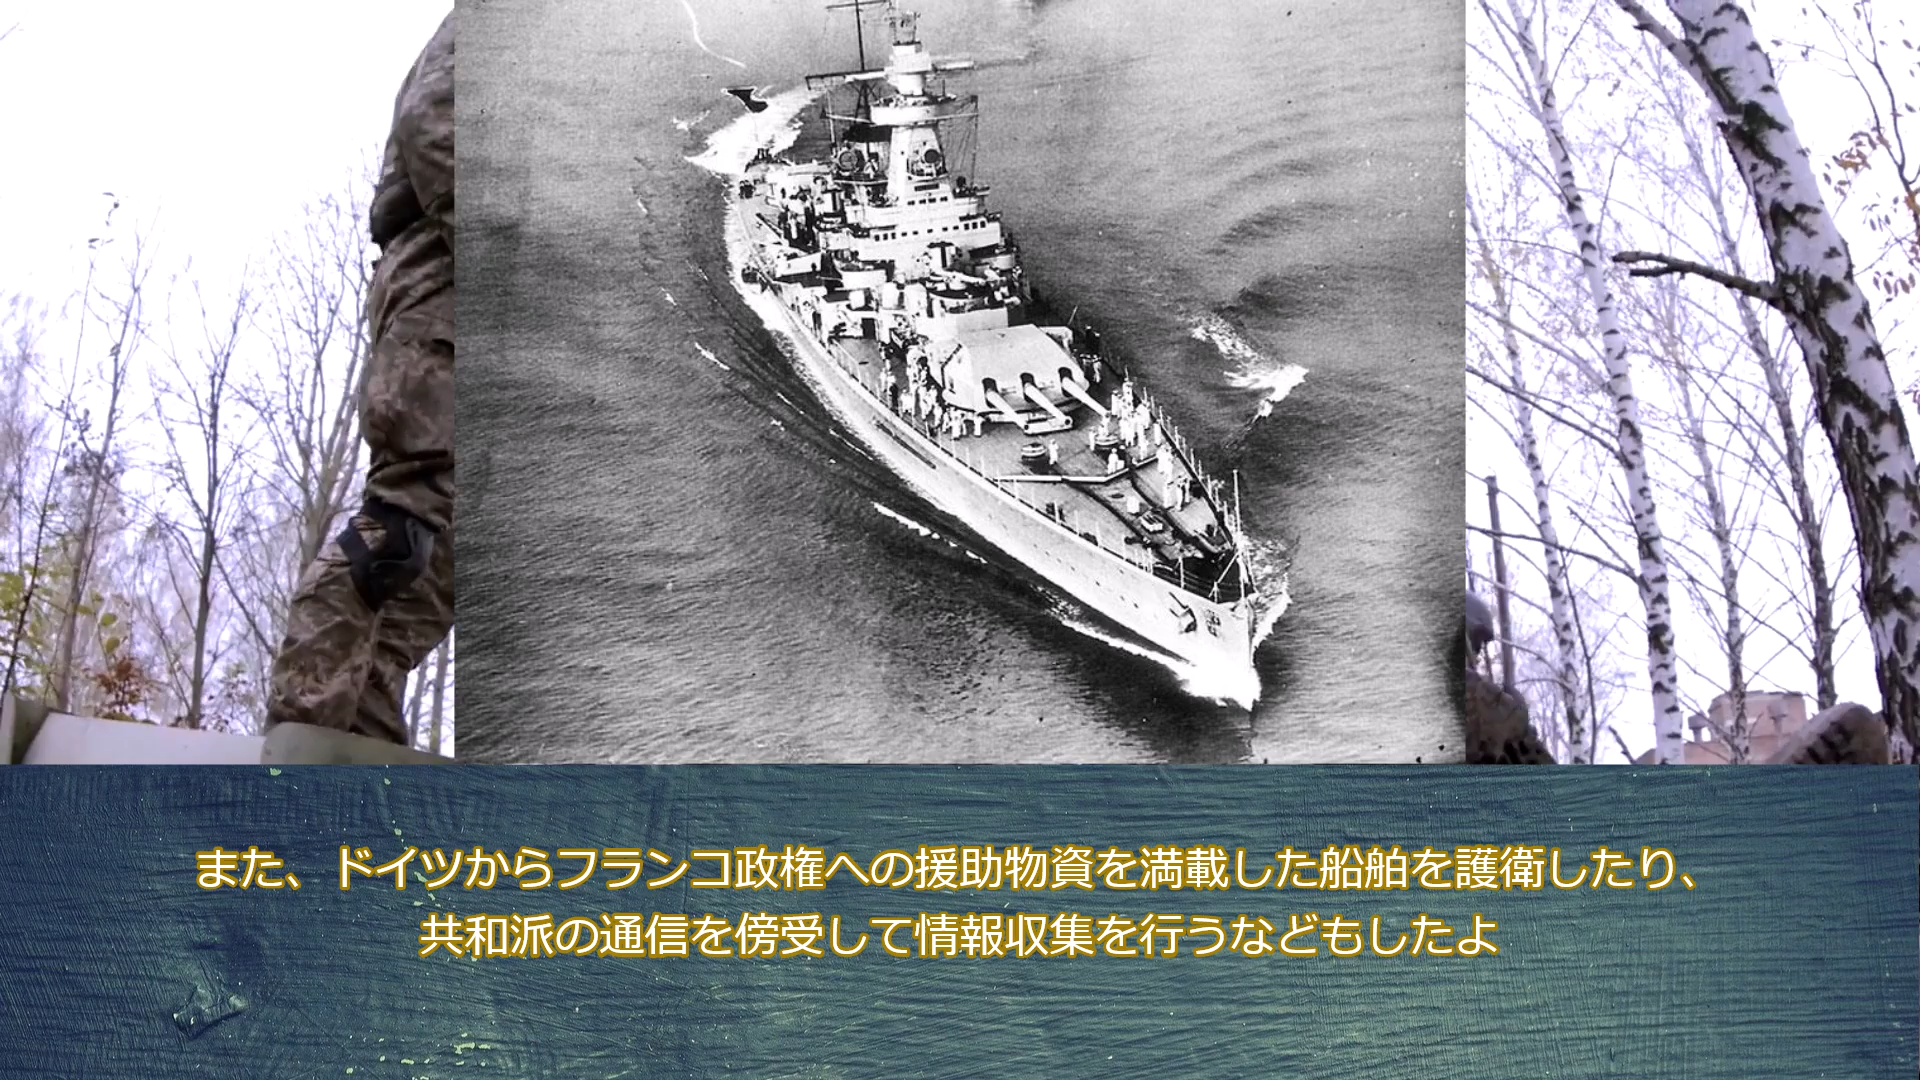 また、ドイツからフランコ政権への援助物資を満載した船舶を護衛したり、
共和派の通信を傍受して情報収集を行うなどもしたよ